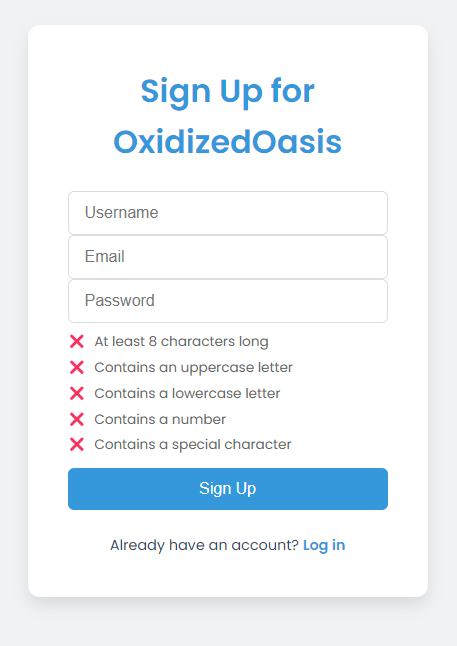 Sign Up for
OxidizedOasis
Username
Email
Password
❌ At least 8 characters long
❌ Contains an uppercase letter
❌ Contains a lowercase letter
❌ Contains a number
❌ Contains a special character
Sign Up
Already have an account? Log in